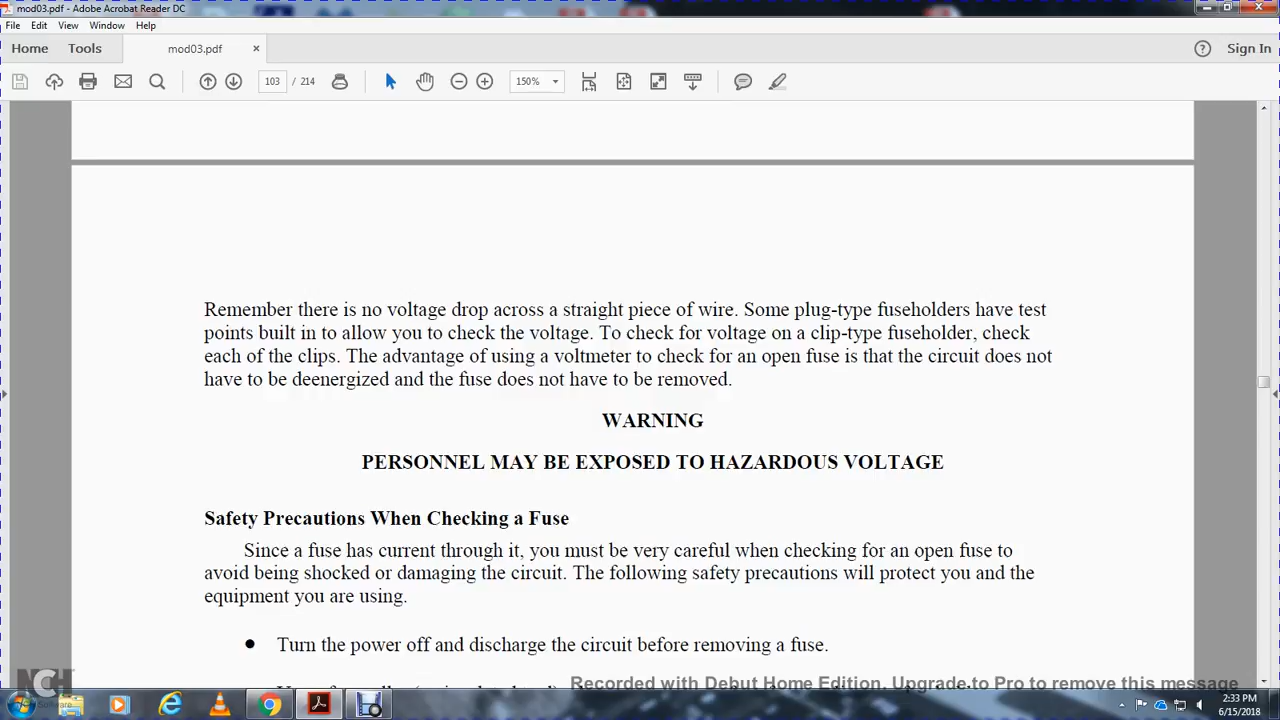 mod03.pdf - Adobe Acrobat Reader DC
File Edit View Window Help
Home Tools mod03.pdf × ? Sign In
103 / 214 150%
Remember there is no voltage drop across a straight piece of wire. Some plug-type fuseholders have test
points built in to allow you to check the voltage. To check for voltage on a clip-type fuseholder, check
each of the clips. The advantage of using a voltmeter to check for an open fuse is that the circuit does not
have to be deenergized and the fuse does not have to be removed.
WARNING
PERSONNEL MAY BE EXPOSED TO HAZARDOUS VOLTAGE
Safety Precautions When Checking a Fuse
Since a fuse has current through it, you must be very careful when checking for an open fuse to
avoid being shocked or damaging the circuit. The following safety precautions will protect you and the
equipment you are using.
● Turn the power off and discharge the circuit before removing a fuse.
NCH Software
Recorded with Debut Home Edition. Upgrade to Pro to remove this message
2:33 PM
6/15/2018